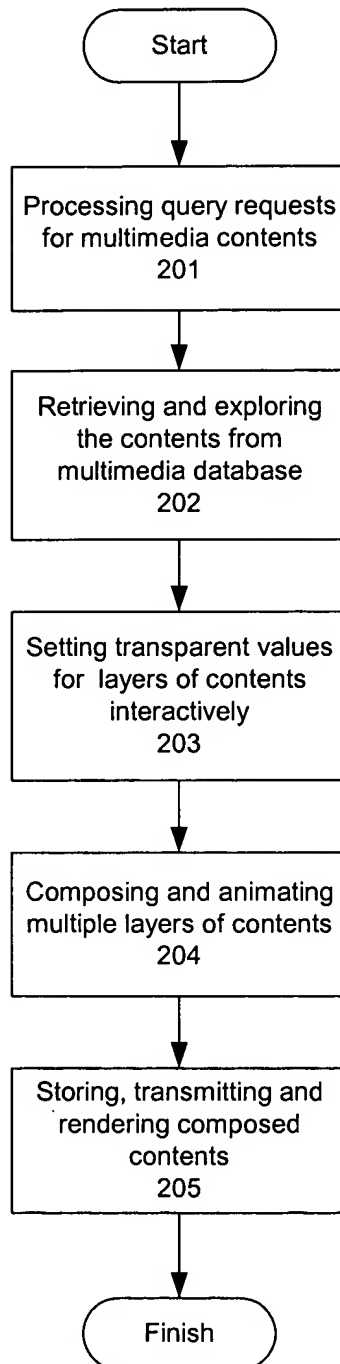 Start
Processing query requests
for multimedia contents
201
Retrieving and exploring
the contents from
multimedia database
202
Setting transparent values
for layers of contents
interactively
203
Composing and animating
multiple layers of contents
204
Storing, transmitting and
rendering composed
contents
205
Finish